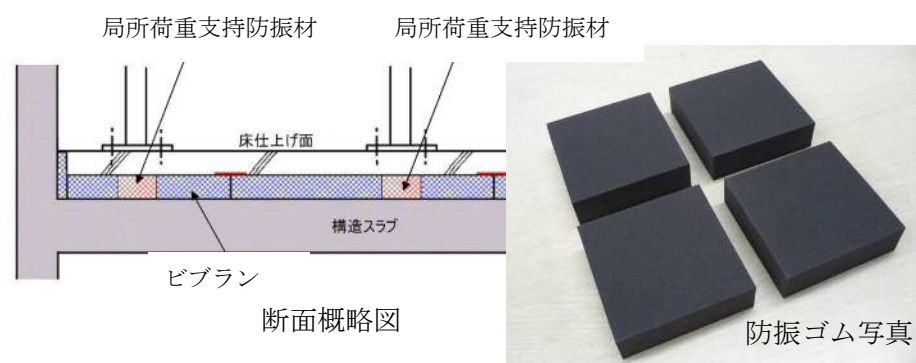 局所荷重支持防振材
局所荷重支持防振材
床仕上げ面
構造スラブ
ビブラン
断面概略図
防振ゴム写真